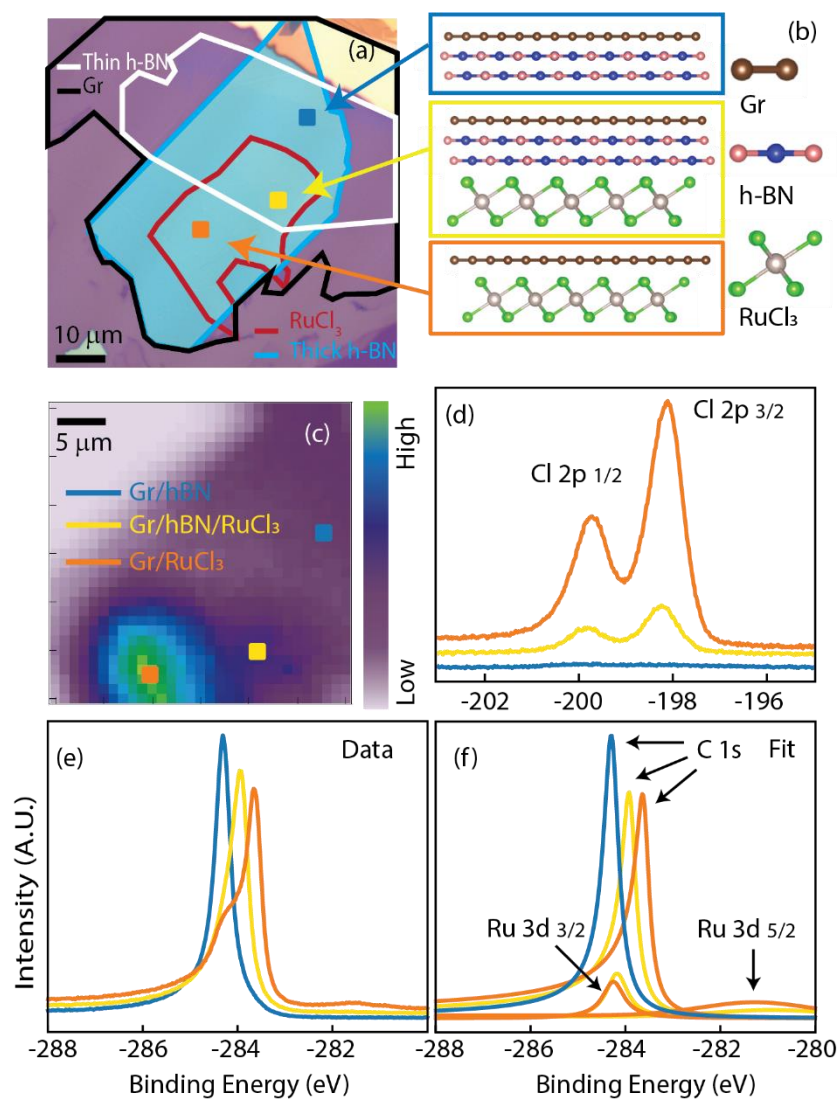 (a)
Thin h-BN
Gr
RuCl₃
Thick h-BN
10 μm
(b)
Gr
h-BN
RuCl₃
5 μm
(c)
Gr/hBN
Gr/hBN/RuCl₃
Gr/RuCl₃
High
Low
(d)
Cl 2p 3/2
Cl 2p 1/2
-202
-200
-198
-196
(e)
Data
(f)
C 1s
Fit
Ru 3d 3/2
Ru 3d 5/2
Intensity (A.U.)
-288
-286
-284
-282
-288
-286
-284
-282
-280
Binding Energy (eV)
Binding Energy (eV)